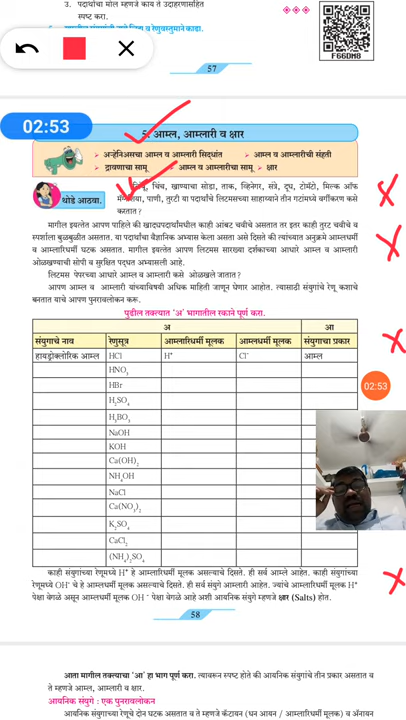 3. पदार्थाचा मोल म्हणजे काय ते उदाहरणासहित
स्पष्ट करा.
F66DM8
57
02:53
5. आम्ल, आम्लारी व क्षार
➢ अऱ्हेनिअसचा आम्ल व आम्लारी सिद्धांत ➢ आम्ल व आम्लारीची संहती
➢ द्रावणाचा सामू ➢ आम्ल व आम्लारीचा सामू ➢ क्षार
थोडे आठवा.
चिंच, खाण्याचा सोडा, ताक, व्हिनेगर, संत्रे, दूध, टोमॅटो, मिल्क ऑफ
पाणी, तुरटी या पदार्थांचे लिटमसच्या साहाय्याने तीन गटांमध्ये वर्गीकरण कसे
करतात?
मागील इयत्तेत आपण पाहिले की खाद्यपदार्थांमधील काही आंबट चवीचे असतात तर इतर काही तुरट चवीचे व
स्पर्शाला बुळबुळीत असतात. या पदार्थांचा वैज्ञानिक अभ्यास केला असता असे दिसते की त्यांच्यात अनुक्रमे आम्लधर्मी
व आम्लारिधर्मी घटक असतात. मागील इयत्तेत आपण लिटमस सारख्या दर्शकाच्या आधारे आम्ल व आम्लारी
ओळखण्याची सोपी व सुरक्षित पद्धत अभ्यासली आहे.
लिटमस पेपरच्या आधारे आम्ल व आम्लारी कसे ओळखले जातात?
आपण आम्ल व आम्लारी यांच्याविषयी अधिक माहिती जाणून घेणार आहोत. त्यासाठी संयुगांचे रेणू कशाचे
बनतात याचे आपण पुनरावलोकन करू.
पुढील तक्त्यात 'अ' भागातील रकाने पूर्ण करा.
अ आ
संयुगाचे नाव रेणुसूत्र आम्लारिधर्मी मूलक आम्लधर्मी मूलक संयुगाचा प्रकार
हायड्रोक्लोरिक आम्ल HCl H⁺ Cl⁻ आम्ल
HNO₃
HBr
H₂SO₄
H₃BO₃
NaOH
KOH
Ca(OH)₂
NH₄OH
NaCl
Ca(NO₃)₂
K₂SO₄
CaCl₂
(NH₄)₂SO₄
02:53
काही संयुगांच्या रेणूमध्ये H⁺ हे आम्लारिधर्मी मूलक असल्याचे दिसते. ही सर्व आम्ले आहेत. काही संयुगांच्या
रेणूमध्ये OH⁻ चे हे आम्लधर्मी मूलक असल्याचे दिसते. ही सर्व संयुगे आम्लारी आहेत. ज्यांचे आम्लारिधर्मी मूलक H⁺
पेक्षा वेगळे असून आम्लधर्मी मूलक OH⁻ पेक्षा वेगळे आहे अशी आयनिक संयुगे म्हणजे क्षार (Salts) होत.
58
आता मागील तक्त्याचा 'आ' हा भाग पूर्ण करा. त्यावरून स्पष्ट होते की आयनिक संयुगांचे तीन प्रकार असतात व
ते म्हणजे आम्ल, आम्लारी व क्षार.
आयनिक संयुगे : एक पुनरावलोकन
आयनिक संयुगाच्या रेणूचे दोन घटक असतात व ते म्हणजे कॅटायन (धन आयन / आम्लारिधर्मी मूलक) व ॲनायन